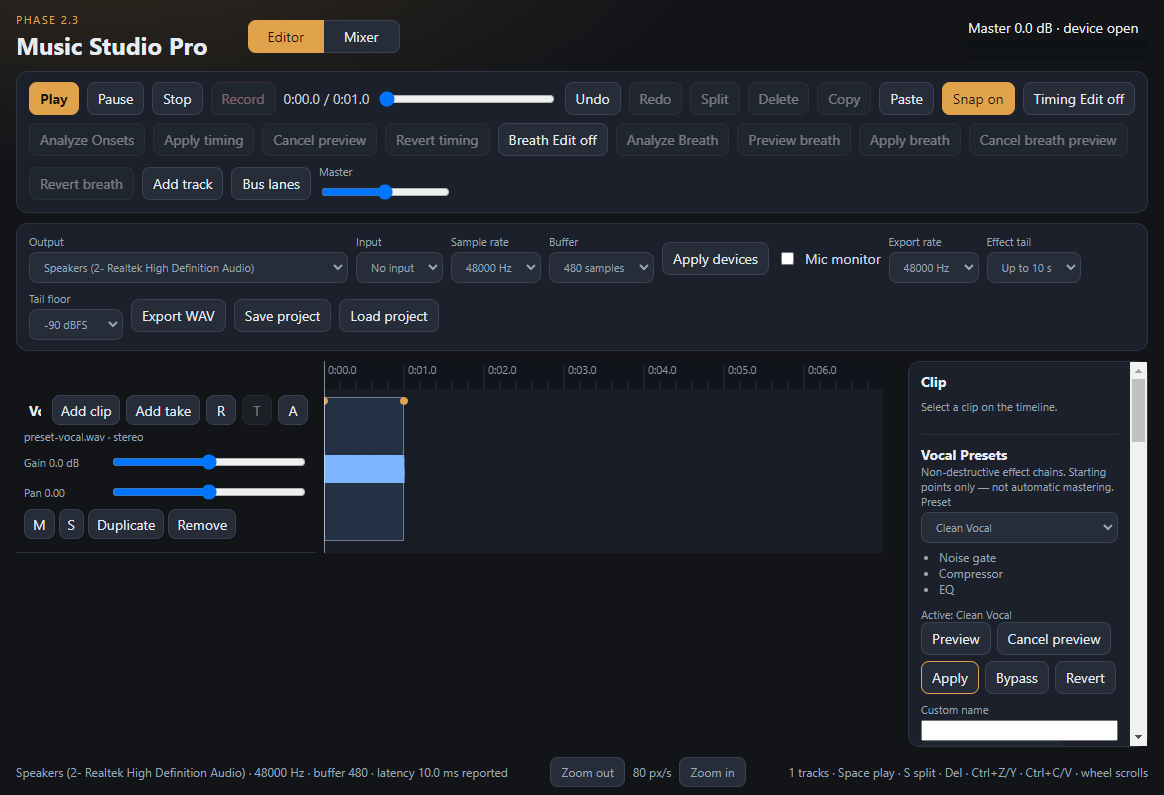 PHASE 2.3
Music Studio Pro
Editor Mixer
Master 0.0 dB · device open
Play Pause Stop Record 0:00.0 / 0:01.0 Undo Redo Split Delete Copy Paste Snap on Timing Edit off
Analyze Onsets Apply timing Cancel preview Revert timing Breath Edit off Analyze Breath Preview breath Apply breath Cancel breath preview
Revert breath Add track Bus lanes Master
Output Input Sample rate Buffer Export rate Effect tail
Speakers (2- Realtek High Definition Audio) No input 48000 Hz 480 samples Apply devices Mic monitor 48000 Hz Up to 10 s
Tail floor
-90 dBFS Export WAV Save project Load project
0:00.0 0:01.0 0:02.0 0:03.0 0:04.0 0:05.0 0:06.0
Add clip Add take R T A
preset-vocal.wav · stereo
Gain 0.0 dB
Pan 0.00
M S Duplicate Remove
Clip
Select a clip on the timeline.
Vocal Presets
Non-destructive effect chains. Starting
points only — not automatic mastering.
Preset
Clean Vocal
• Noise gate
• Compressor
• EQ
Active: Clean Vocal
Preview Cancel preview
Apply Bypass Revert
Custom name
Speakers (2- Realtek High Definition Audio) · 48000 Hz · buffer 480 · latency 10.0 ms reported
Zoom out 80 px/s Zoom in
1 tracks · Space play · S split · Del · Ctrl+Z/Y · Ctrl+C/V · wheel scrolls